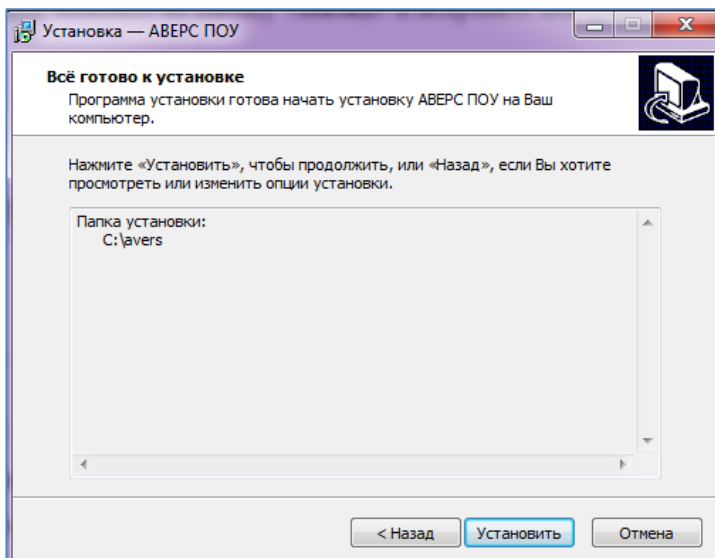 Установка — АВЕРС ПОУ
Всё готово к установке
Программа установки готова начать установку АВЕРС ПОУ на Ваш
компьютер.
Нажмите «Установить», чтобы продолжить, или «Назад», если Вы хотите
просмотреть или изменить опции установки.
Папка установки:
C:\avers
< Назад
Установить
Отмена